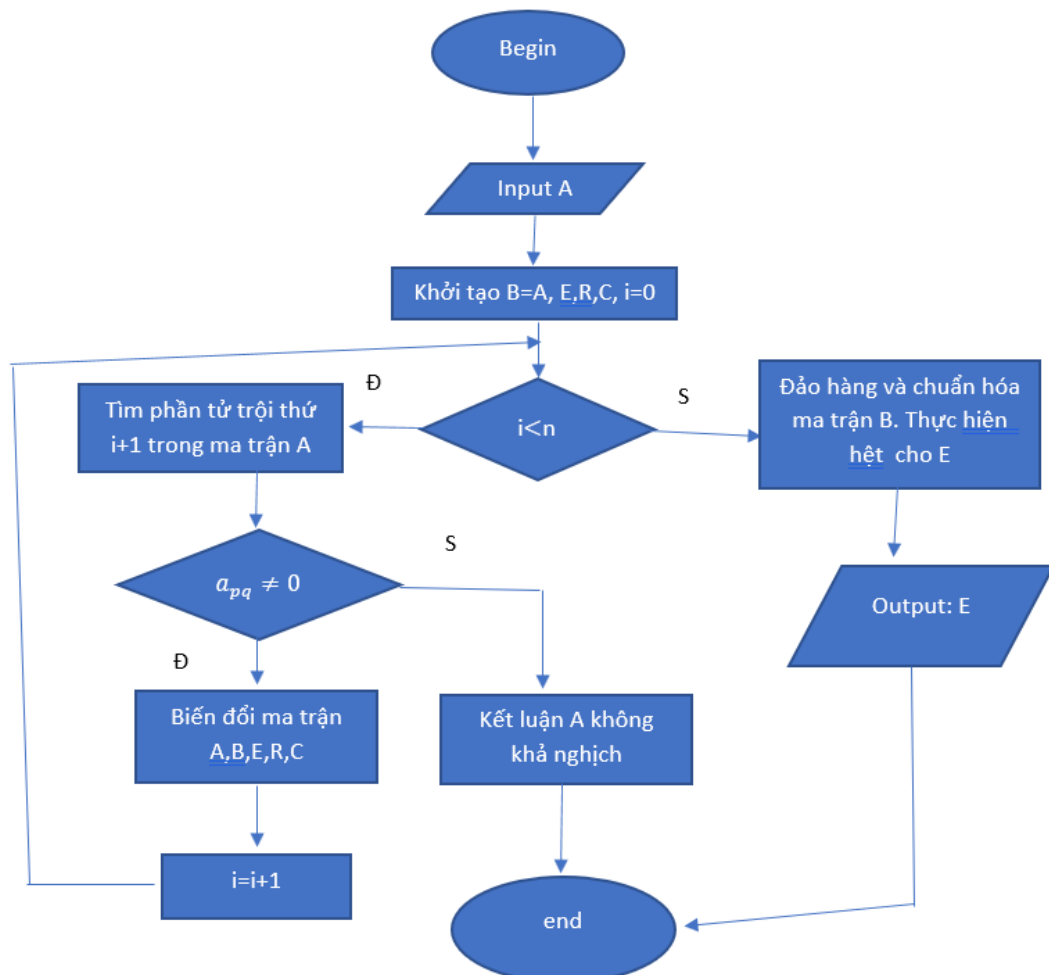 Begin
Input A
Khởi tạo B=A, E,R,C, i=0
Đ
S
i<n
Tìm phần tử trội thứ
i+1 trong ma trận A
Đảo hàng và chuẩn hóa
ma trận B. Thực hiện
hệt cho E
S
a_{pq} ≠ 0
Output: E
Đ
Biến đổi ma trận
A,B,E,R,C
Kết luận A không
khả nghịch
i=i+1
end